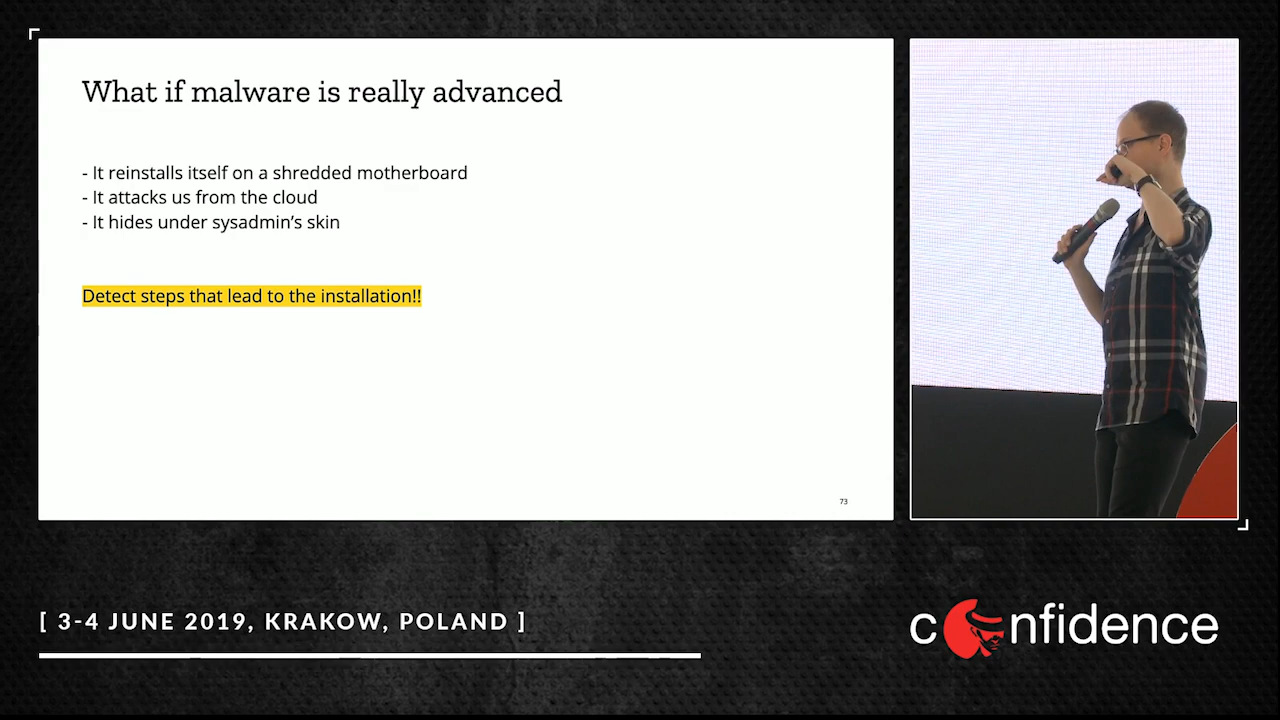 What if malware is really advanced
- It reinstalls itself on a shredded motherboard
- It attacks us from the cloud
- It hides under sysadmin’s skin
Detect steps that lead to the installation!!
73
[ 3-4 JUNE 2019, KRAKOW, POLAND ]
confidence